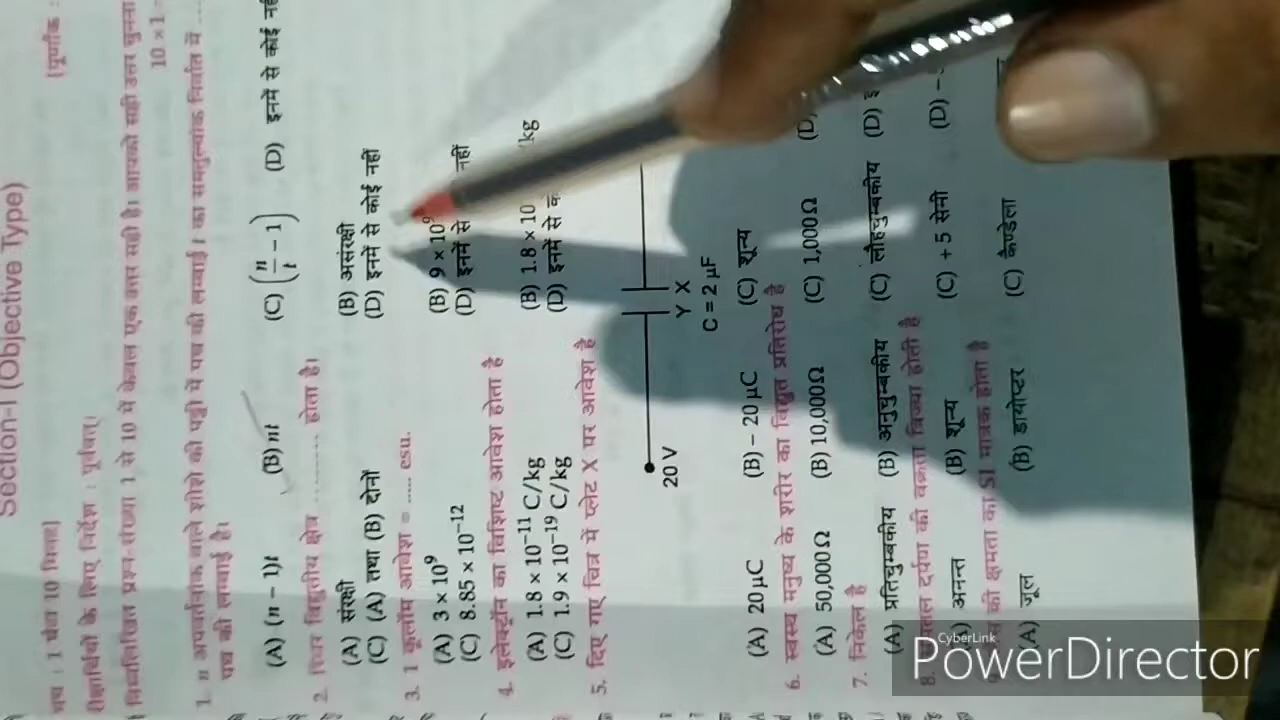 Section-I (Objective Type)
समय : 1 घंटा 10 मिनट] [पूर्णांक :
परीक्षार्थियों के लिए निर्देश : पूर्ववत्।
निम्नलिखित प्रश्न-संख्या 1 से 10 में केवल एक उत्तर सही है। आपको सही उत्तर चुनना
10 × 1 =
1. n अपवर्तनांक वाले शीशे की पट्टी में पथ की लम्बाई t का समतुल्यांक निर्वात में
पथ की लम्बाई है।
(A) (n − 1)t (B) nt (C) (n/t − 1) (D) इनमें से कोई नहीं
2. स्थिर विद्युतीय क्षेत्र ......... होता है।
(A) संरक्षी (B) असंरक्षी
(C) (A) तथा (B) दोनों (D) इनमें से कोई नहीं
3. 1 कूलॉम आवेश = ..... esu.
(A) 3 × 10⁹ (B) 9 × 10⁹
(C) 8.85 × 10⁻¹² (D) इनमें से नहीं
4. इलेक्ट्रॉन का विशिष्ट आवेश होता है
(A) 1.8 × 10⁻¹¹ C/kg (B) 1.8 × 10 /kg
(C) 1.9 × 10⁻¹⁹ C/kg (D) इनमें से
5. दिए गए चित्र में प्लेट X पर आवेश है
20 V
Y X
C = 2 μF
(A) 20 μC (B) – 20 μC (C) शून्य
6. स्वस्थ मनुष्य के शरीर का विद्युत प्रतिरोध है
(A) 50,000 Ω (B) 10,000Ω (C) 1,000Ω (D)
7. निकेल है
(A) प्रतिचुम्बकीय (B) अनुचुम्बकीय (C) लौहचुम्बकीय (D)
8. समतल दर्पण की वक्रता त्रिज्या होती है
अनन्त (B) शून्य (C) + 5 सेमी (D) –
की क्षमता का SI मात्रक होता है
(A) जूल (B) डायोप्टर (C) कैण्डेला
CyberLink
PowerDirector